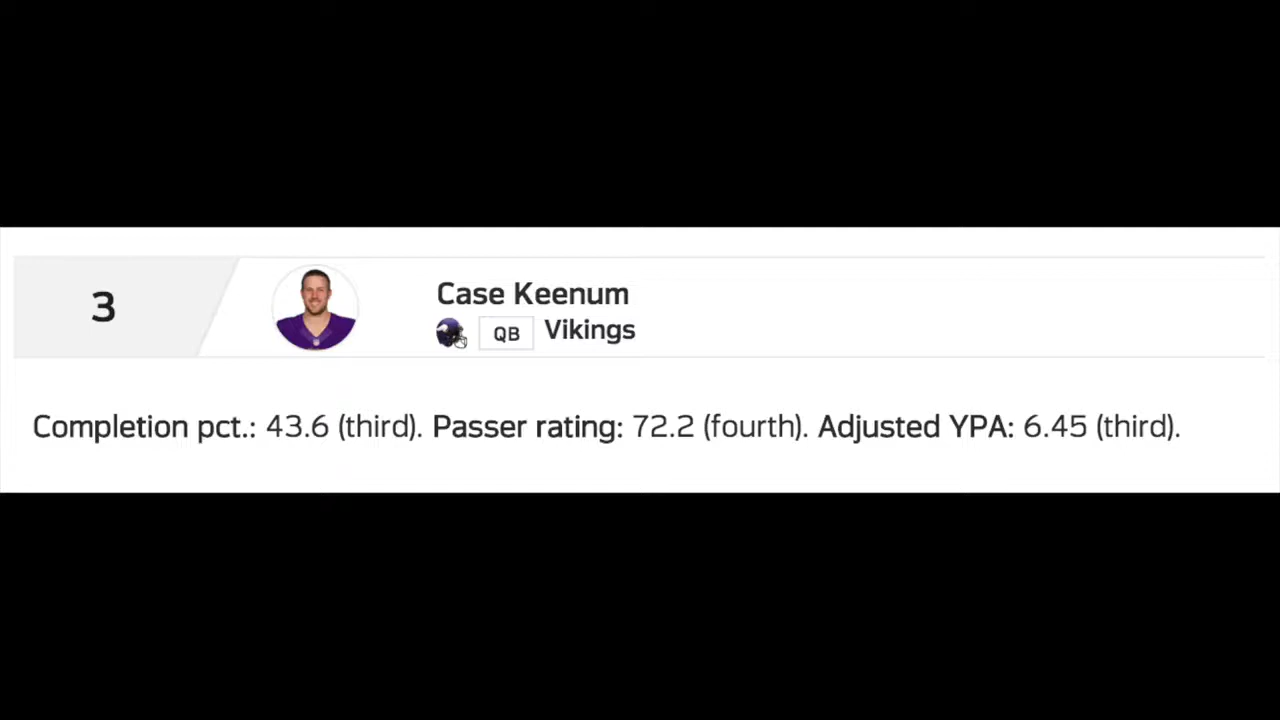 3
Case Keenum
QB Vikings
Completion pct.: 43.6 (third). Passer rating: 72.2 (fourth). Adjusted YPA: 6.45 (third).